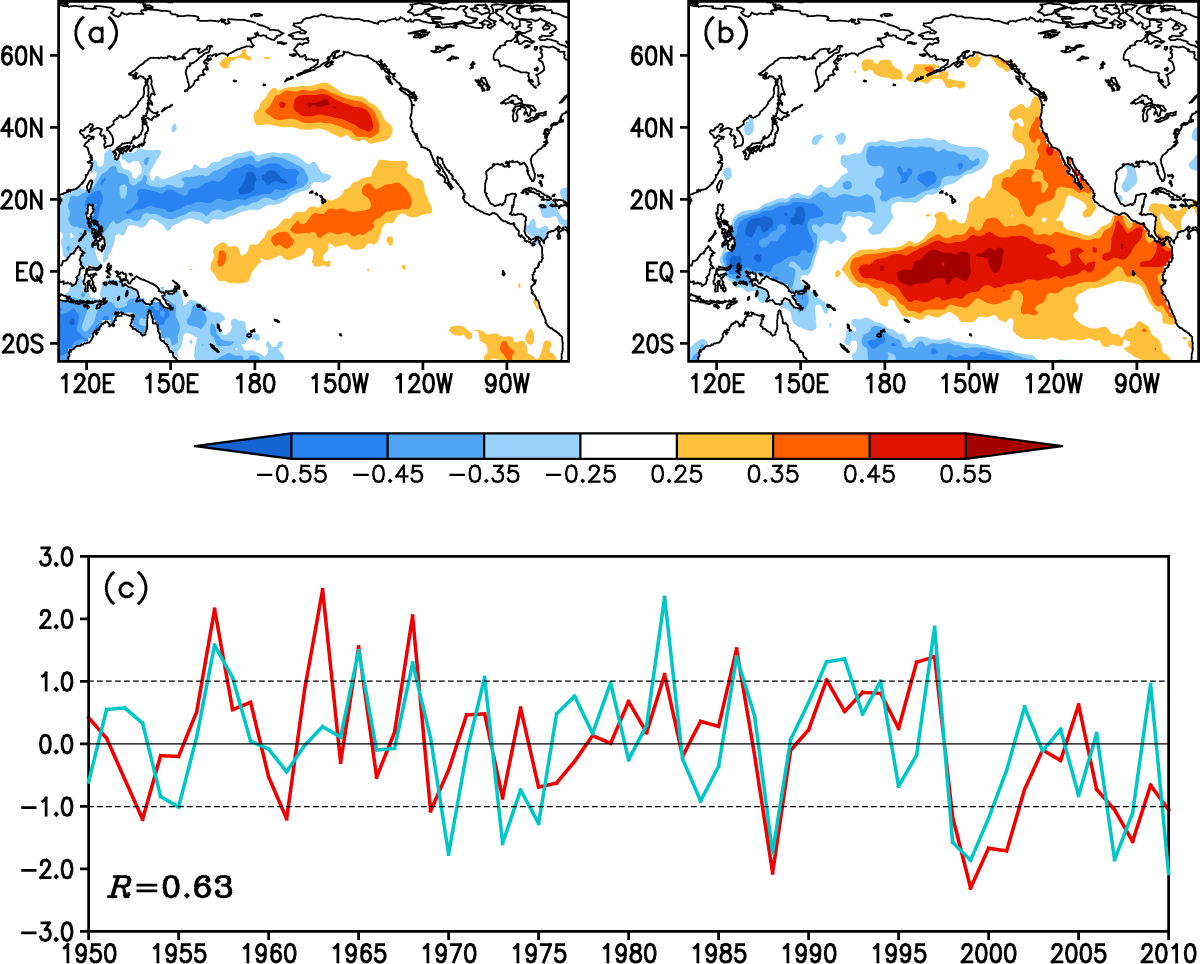 (a) (b)
60N 60N
40N 40N
20N 20N
EQ EQ
20S 20S
120E 150E 180 150W 120W 90W 120E 150E 180 150W 120W 90W
−0.55 −0.45 −0.35 −0.25 0.25 0.35 0.45 0.55
3.0
(c)
2.0
1.0
0.0
−1.0
−2.0
R=0.63
−3.0
1950 1955 1960 1965 1970 1975 1980 1985 1990 1995 2000 2005 2010